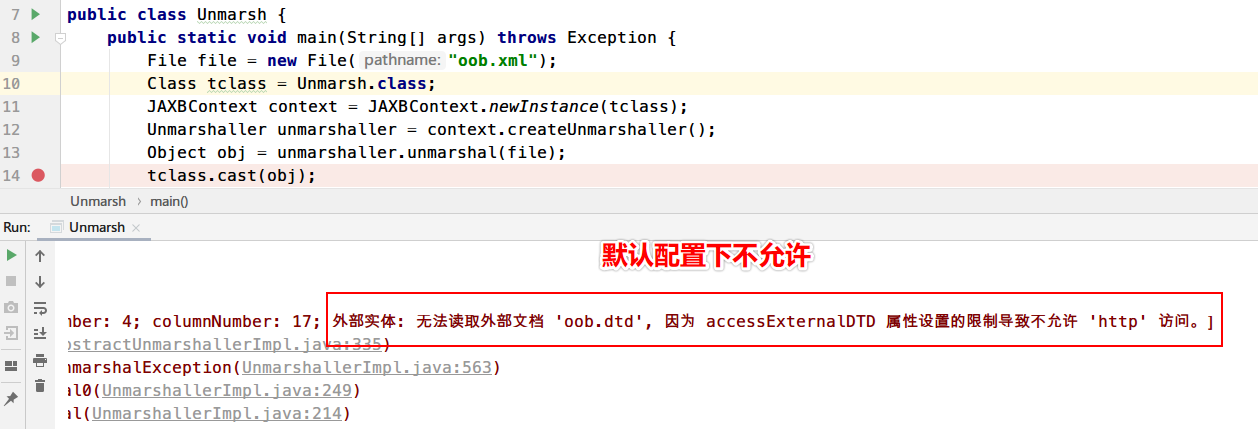 7 public class Unmarsh {
8 public static void main(String[] args) throws Exception {
9 File file = new File( pathname: "oob.xml");
10 Class tclass = Unmarsh.class;
11 JAXBContext context = JAXBContext.newInstance(tclass);
12 Unmarshaller unmarshaller = context.createUnmarshaller();
13 Object obj = unmarshaller.unmarshal(file);
14 tclass.cast(obj);
Unmarsh › main()
Run: Unmarsh ×
默认配置下不允许
nber: 4; columnNumber: 17; 外部实体: 无法读取外部文档 'oob.dtd', 因为 accessExternalDTD 属性设置的限制导致不允许 'http' 访问。]
bstractUnmarshallerImpl.java:335)
nmarshalException(UnmarshallerImpl.java:563)
al0(UnmarshallerImpl.java:249)
al(UnmarshallerImpl.java:214)